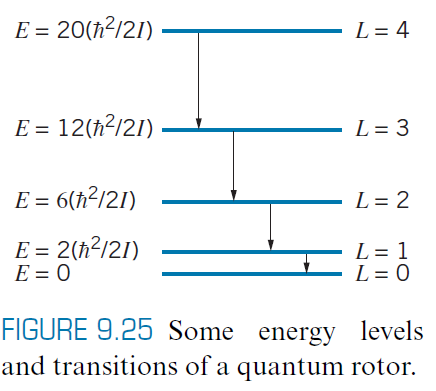 E = 20(ħ²/2I) L = 4
E = 12(ħ²/2I) L = 3
E = 6(ħ²/2I) L = 2
E = 2(ħ²/2I) L = 1
E = 0 L = 0
FIGURE 9.25 Some energy levels
and transitions of a quantum rotor.